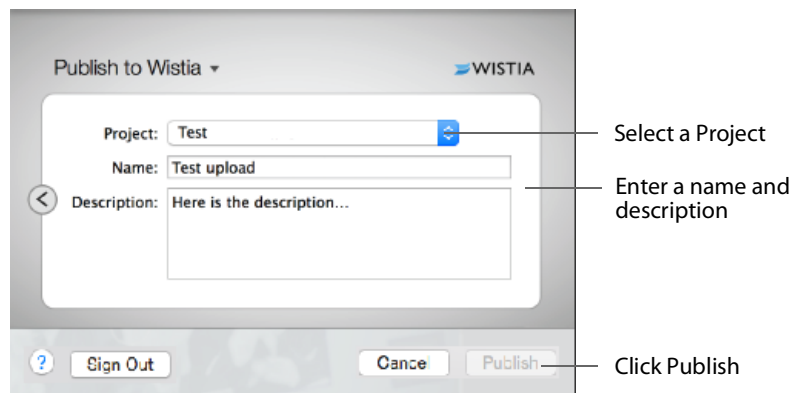 Publish to Wistia
WISTIA
Project: Test
Select a Project
Name: Test upload
Enter a name and
description
Description: Here is the description...
? Sign Out
Cancel
Publish
Click Publish